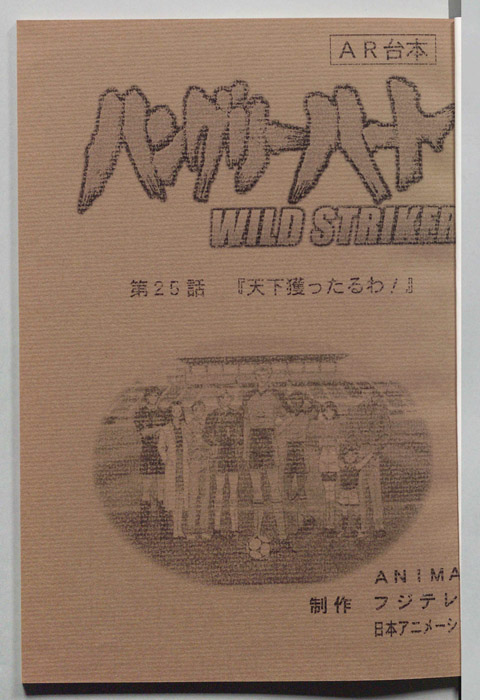 AR台本
ハングリーハート
WILD STRIKER
第25話 『天下獲ったるわ!』
ANIMA
制作 フジテレ
日本アニメーシ